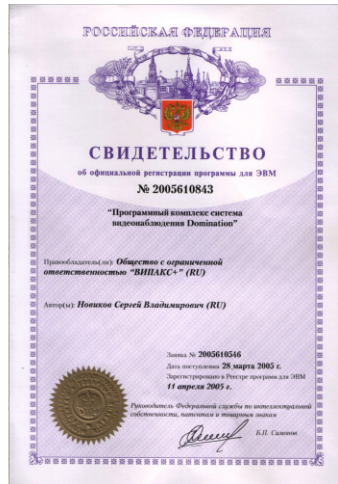 РОССИЙСКАЯ ФЕДЕРАЦИЯ
СВИДЕТЕЛЬСТВО
об официальной регистрации программы для ЭВМ
№ 2005610843
“Программный комплекс система
видеонаблюдения Domination”
Правообладатель(ли): Общество с ограниченной
ответственностью “ВИПАКС+” (RU)
Автор(ы): Новиков Сергей Владимирович (RU)
Заявка № 2005610546
Дата поступления 28 марта 2005 г.
Зарегистрировано в Реестре программ для ЭВМ
11 апреля 2005 г.
Руководитель Федеральной службы по интеллектуальной
собственности, патентам и товарным знакам
Б.П. Симонов